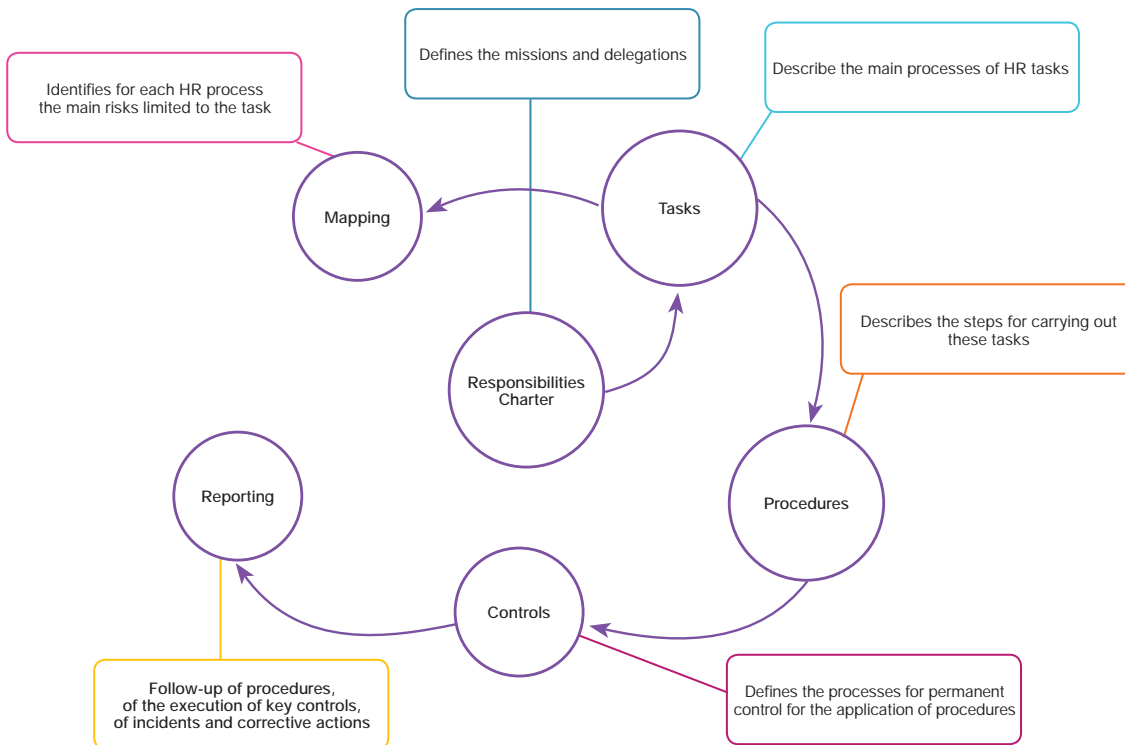 Defines the missions and delegations
Describe the main processes of HR tasks
Identifies for each HR process
the main risks limited to the task
Mapping
Tasks
Describes the steps for carrying out
these tasks
Responsibilities
Charter
Reporting
Procedures
Controls
Follow-up of procedures,
of the execution of key controls,
of incidents and corrective actions
Defines the processes for permanent
control for the application of procedures